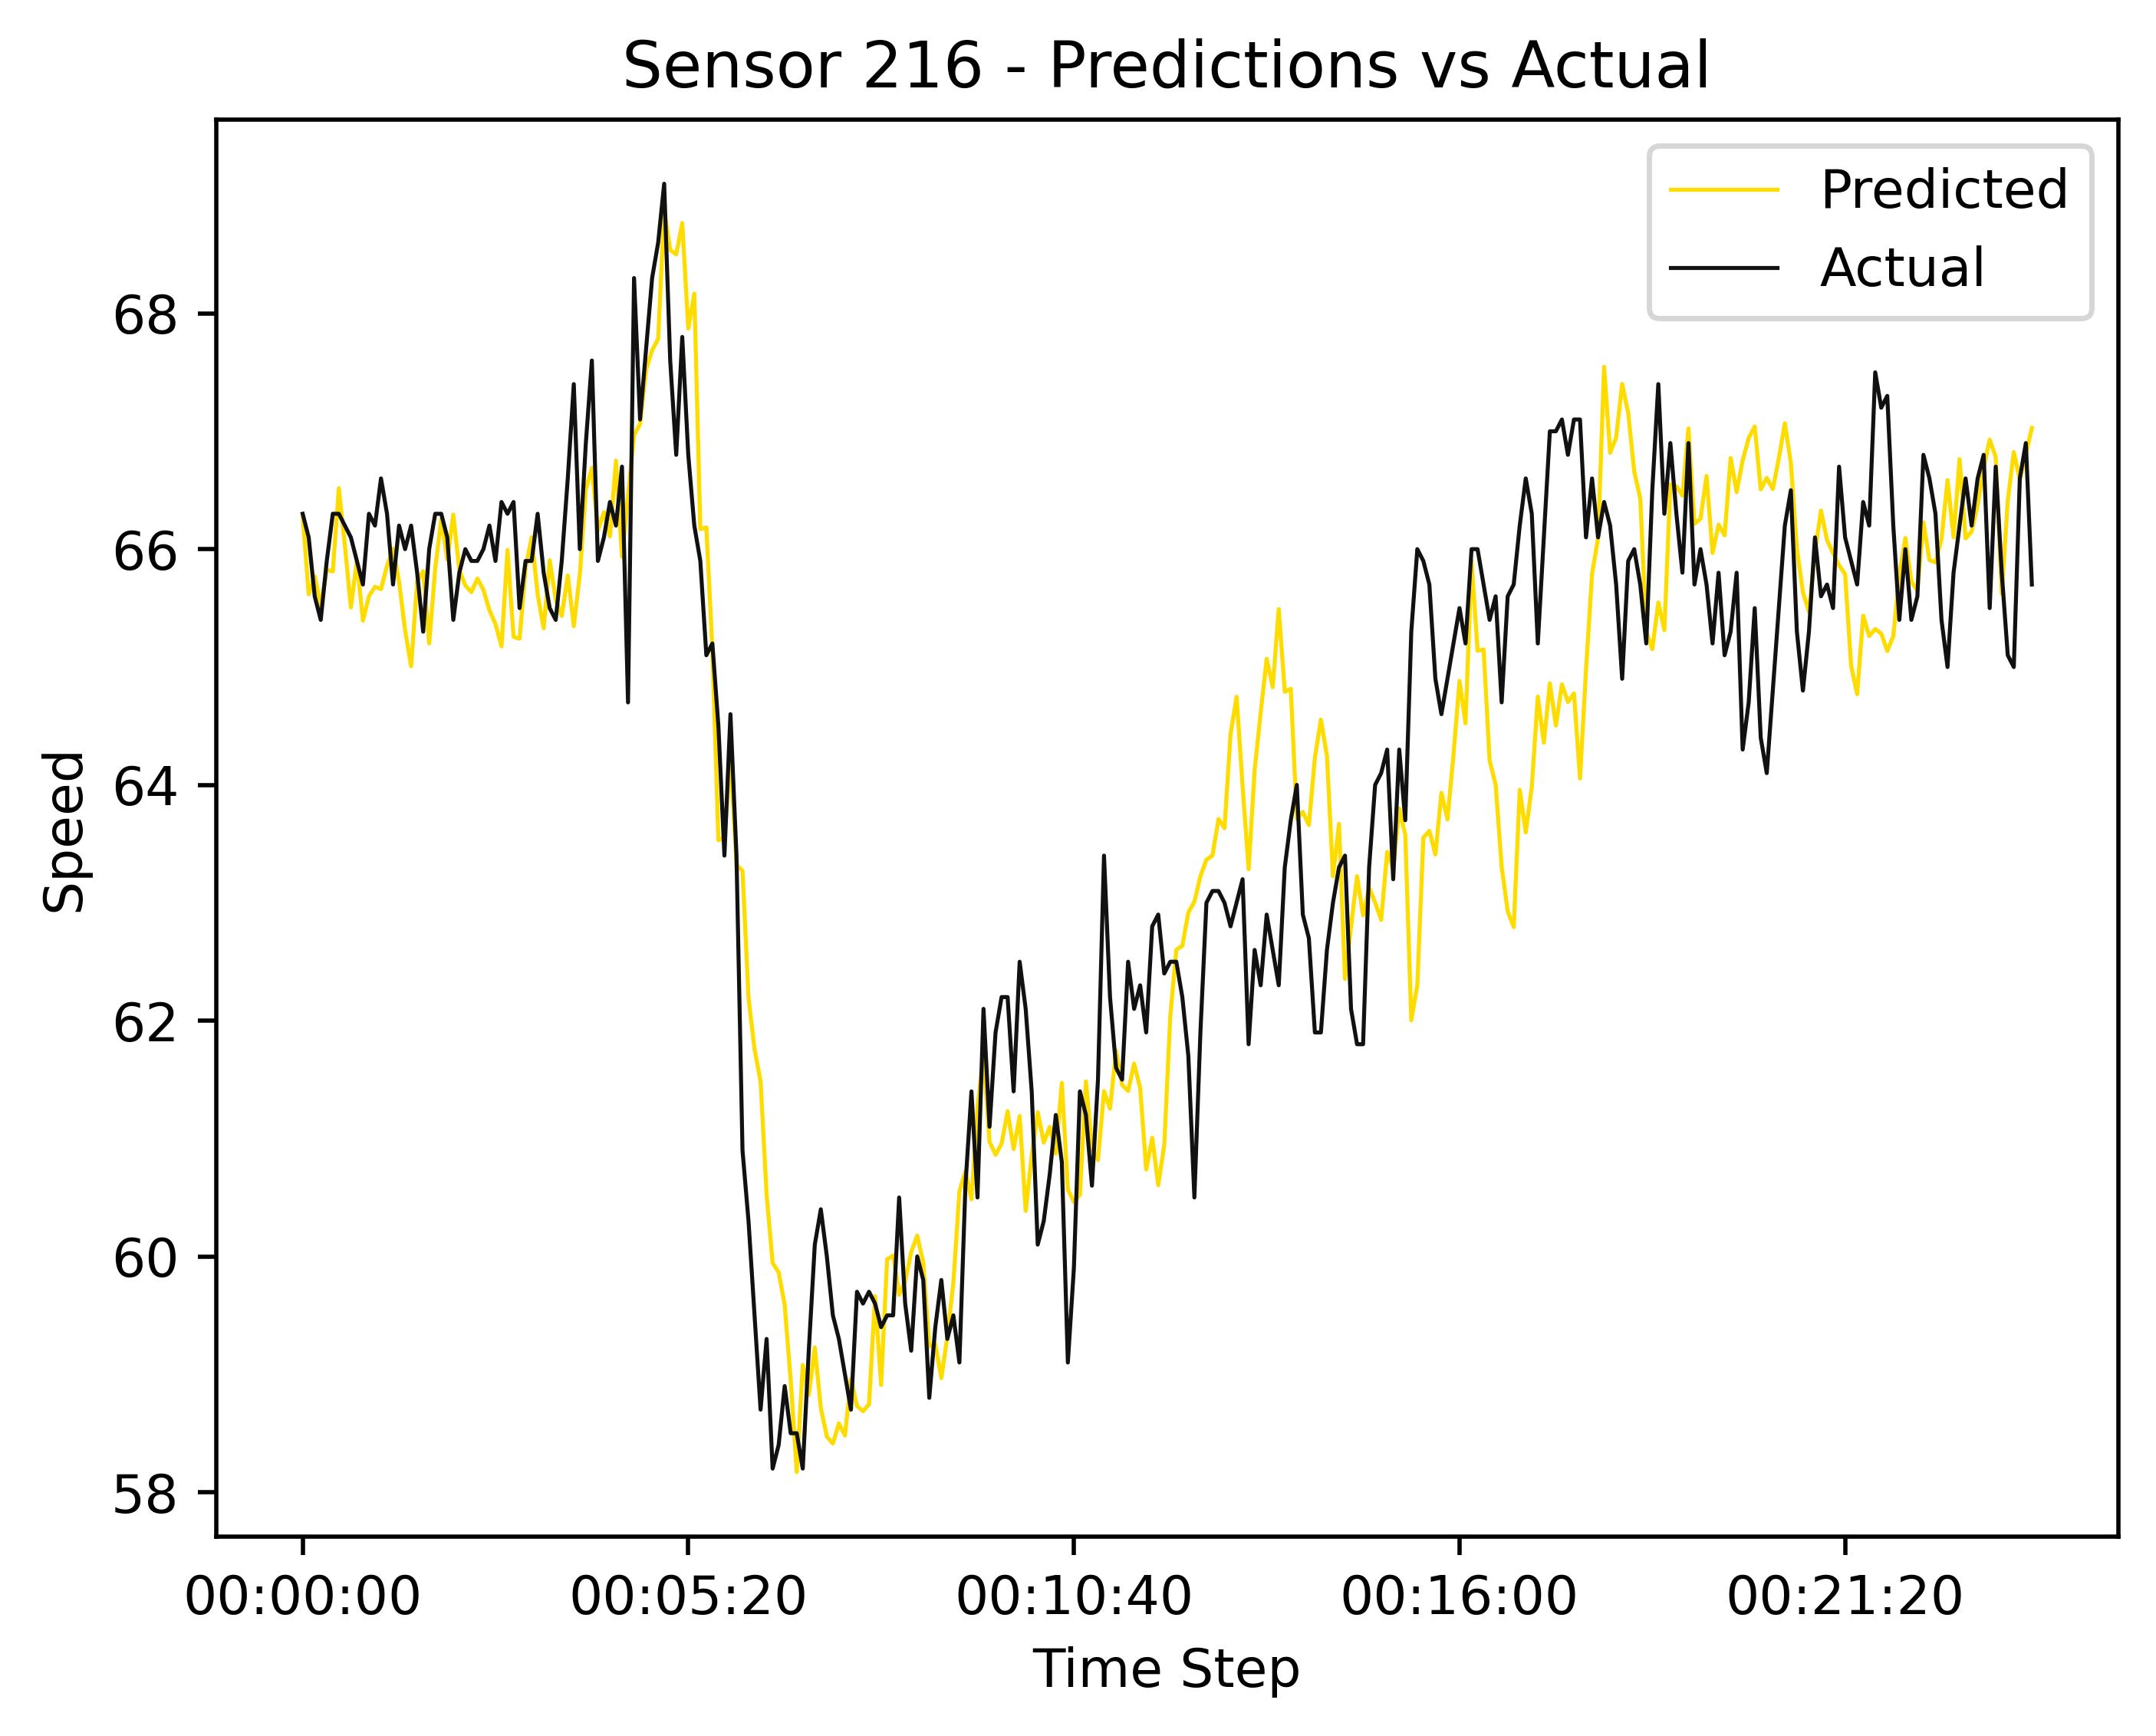 Sensor 216 - Predictions vs Actual
Predicted
Actual
Speed
68
66
64
62
60
58
00:00:00
00:05:20
00:10:40
00:16:00
00:21:20
Time Step